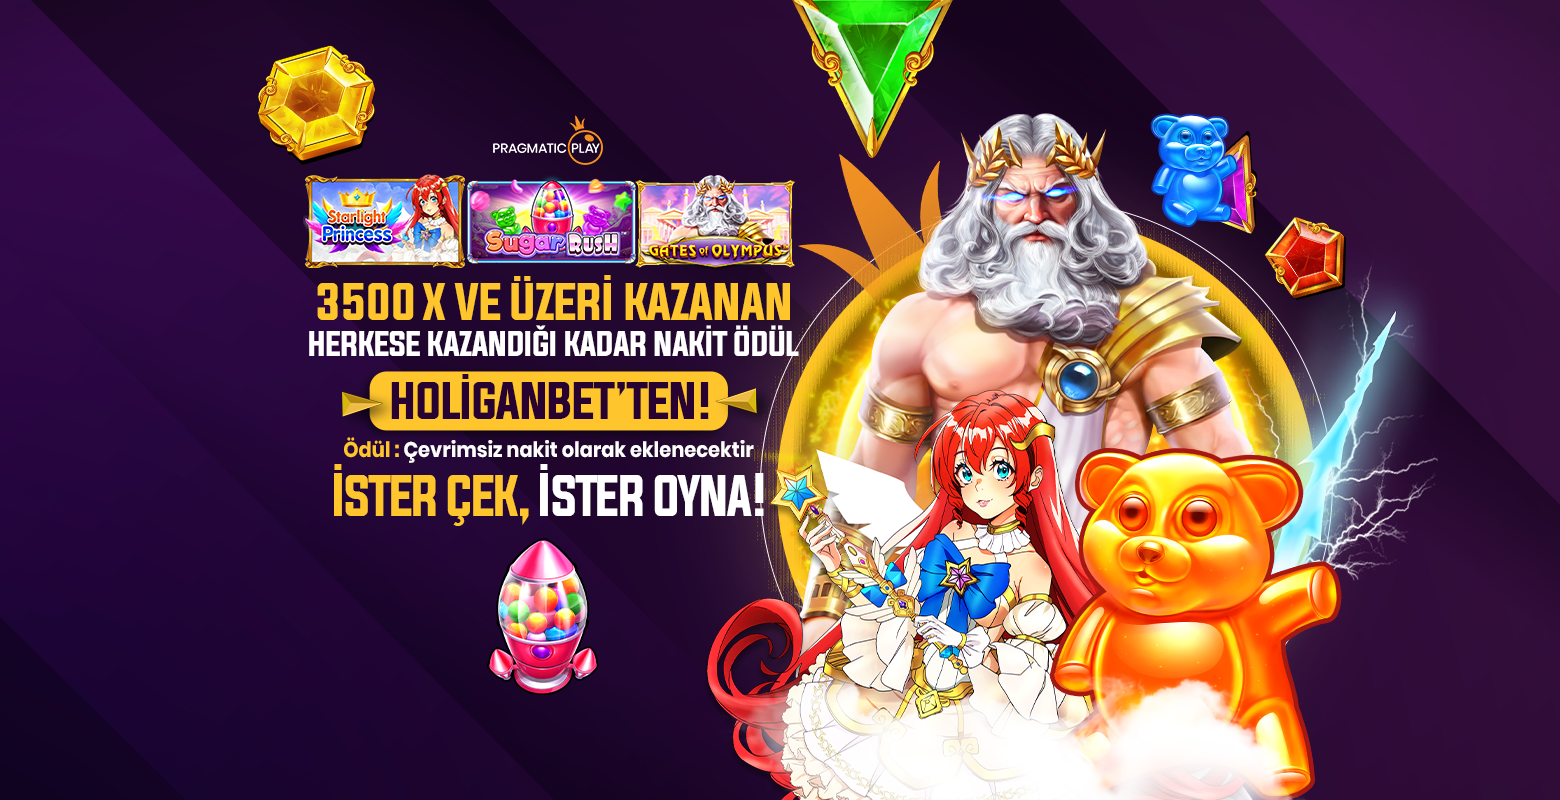 PRAGMATIC PLAY
Starlight Princess
Sugar Rush
GATES of OLYMPUS
3500 X VE ÜZERİ KAZANAN
HERKESE KAZANDIĞI KADAR NAKİT ÖDÜL
HOLİGANBET'TEN!
Ödül : Çevrimsiz nakit olarak eklenecektir
İSTER ÇEK, İSTER OYNA!